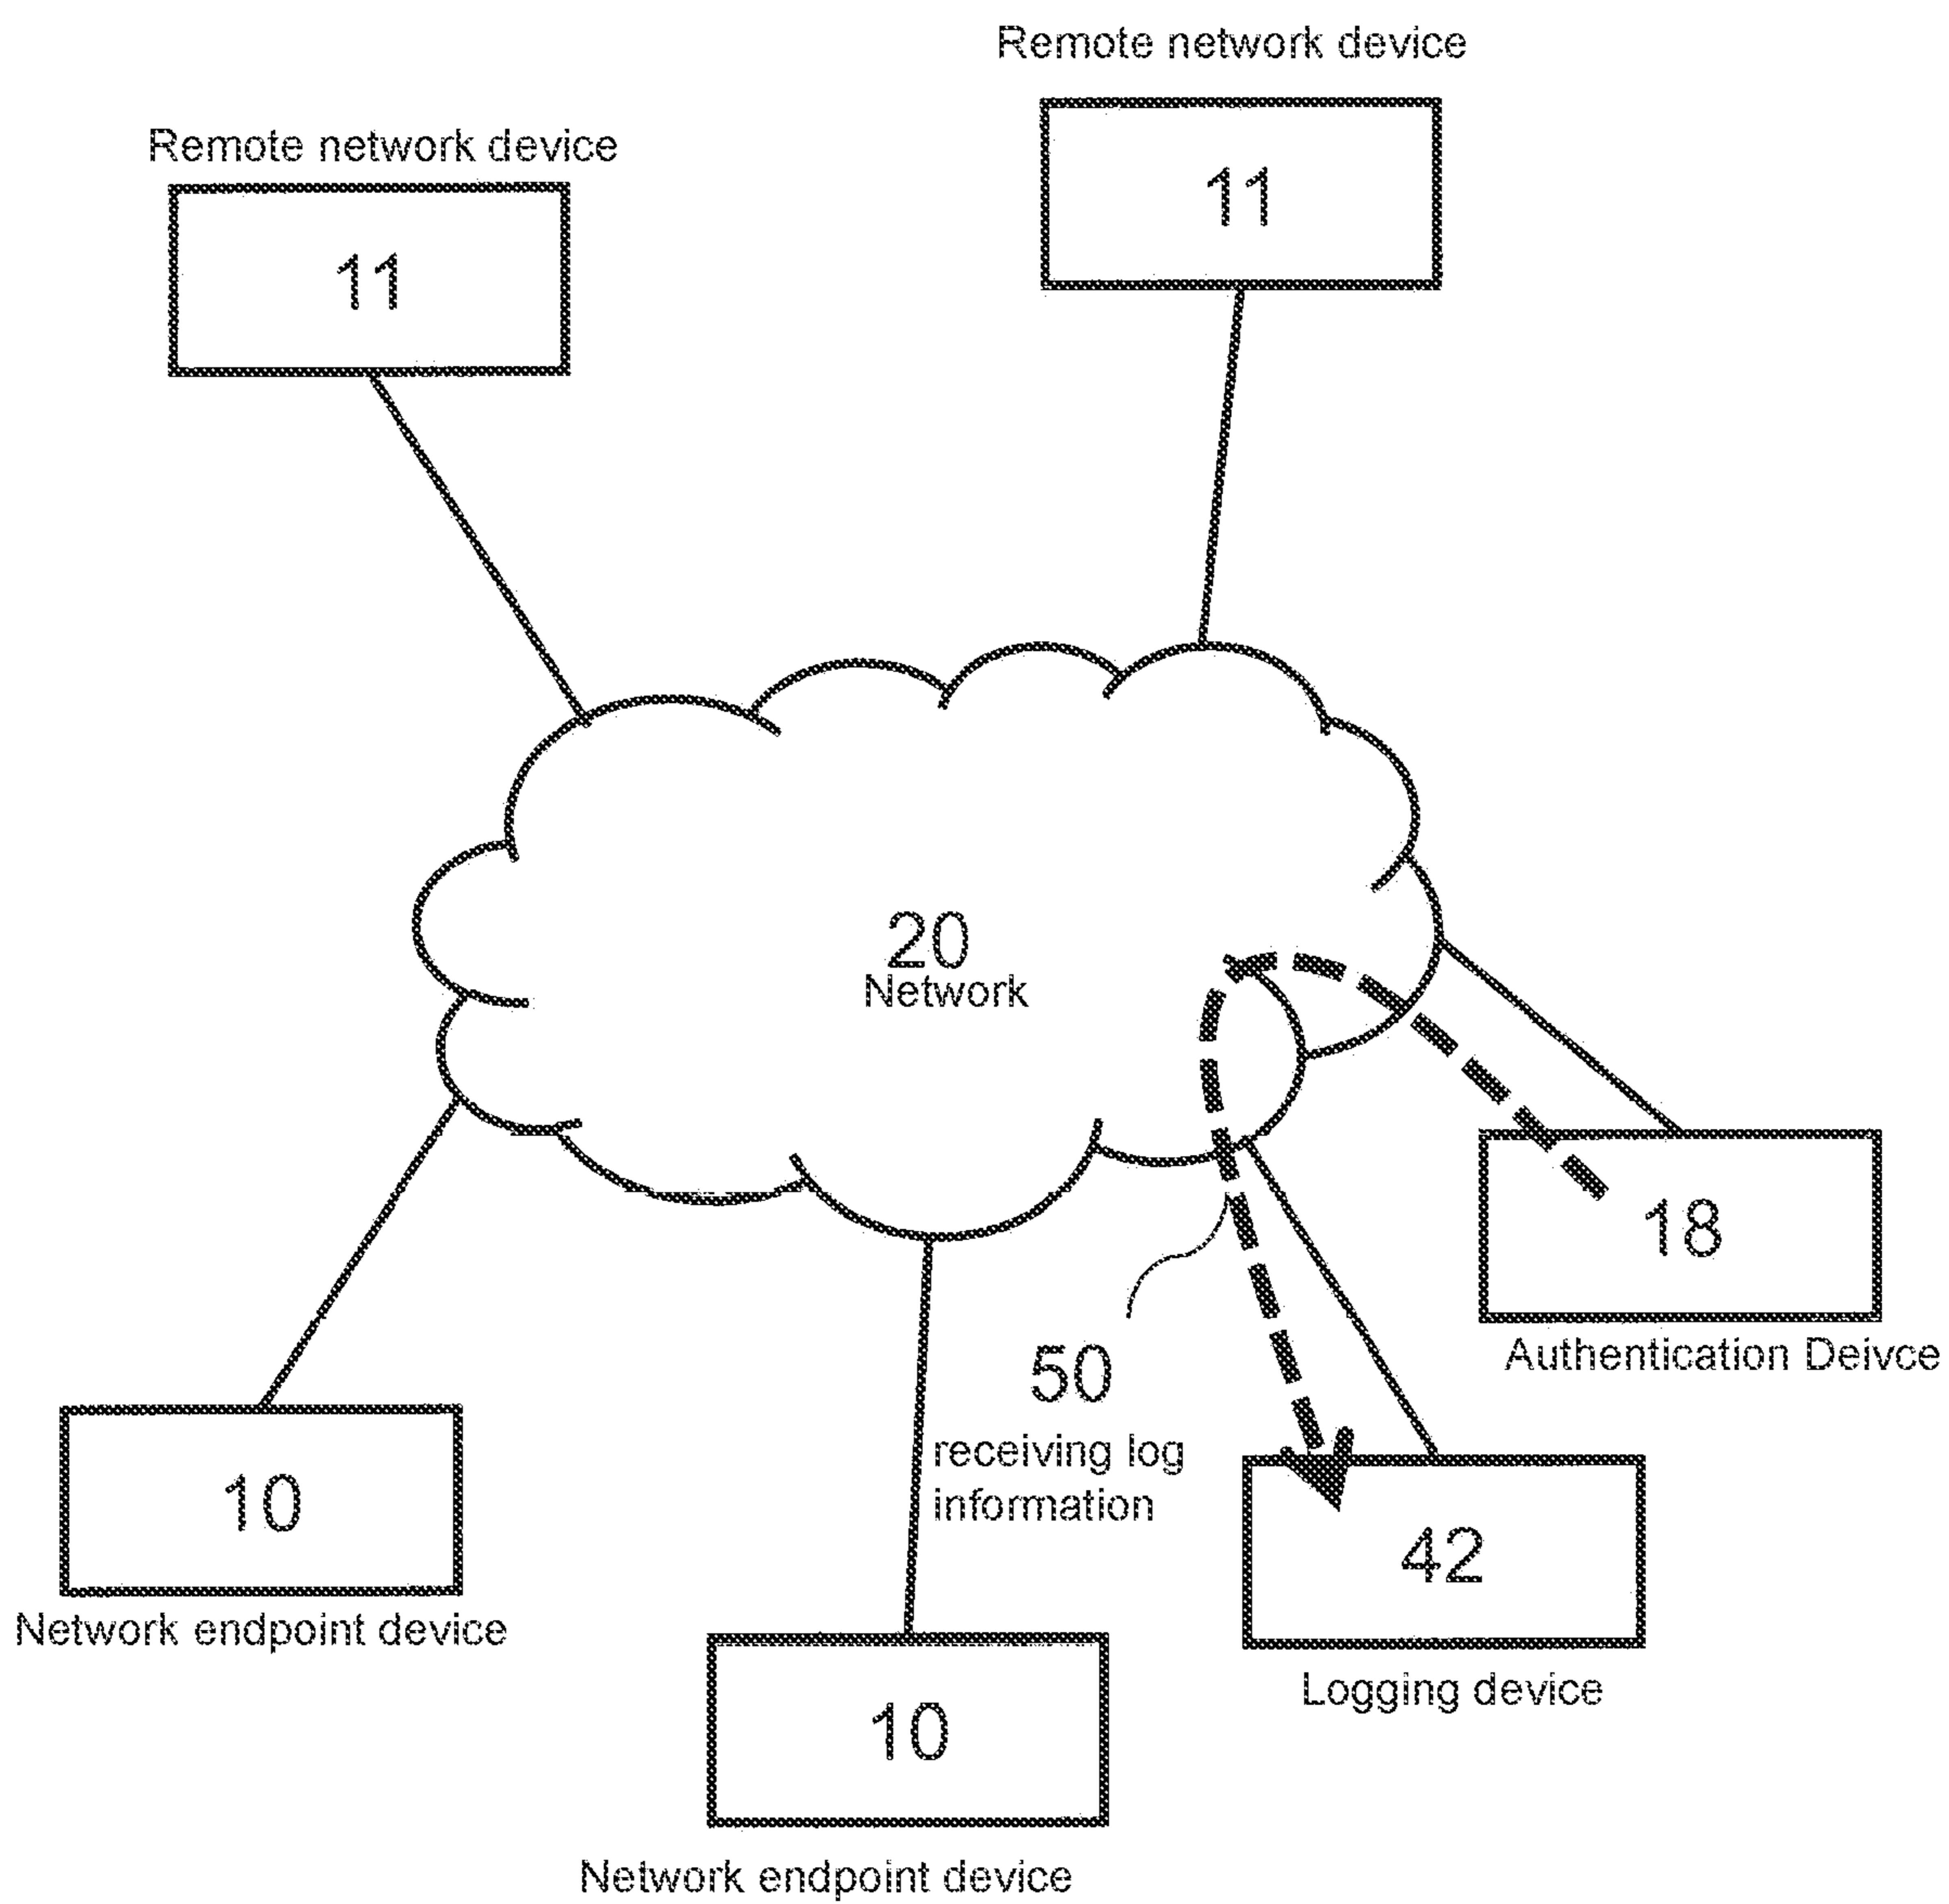 Remote network device
11
Remote network device
11
20
Network
18
Authentication Deivce
50
receiving log
information
10
Network endpoint device
42
Logging device
10
Network endpoint device